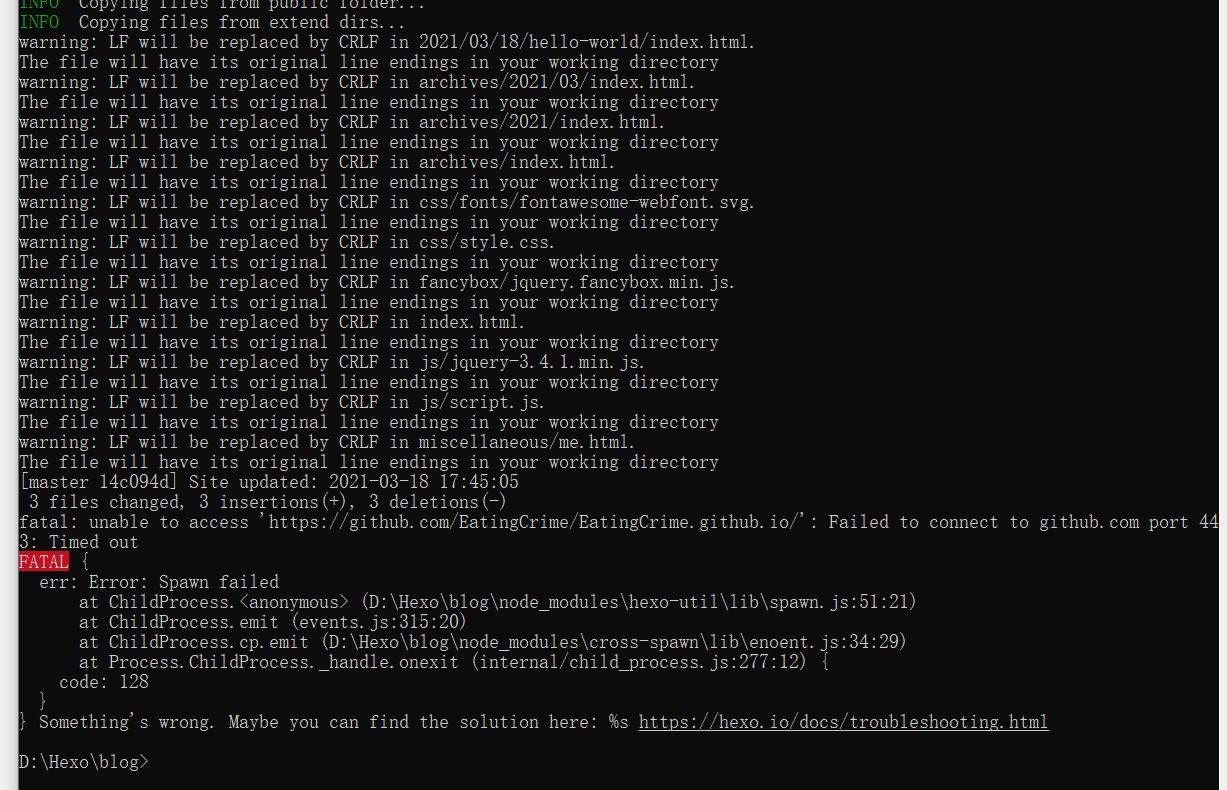 INFO  Copying files from public folder...
INFO  Copying files from extend dirs...
warning: LF will be replaced by CRLF in 2021/03/18/hello-world/index.html.
The file will have its original line endings in your working directory
warning: LF will be replaced by CRLF in archives/2021/03/index.html.
The file will have its original line endings in your working directory
warning: LF will be replaced by CRLF in archives/2021/index.html.
The file will have its original line endings in your working directory
warning: LF will be replaced by CRLF in archives/index.html.
The file will have its original line endings in your working directory
warning: LF will be replaced by CRLF in css/fonts/fontawesome-webfont.svg.
The file will have its original line endings in your working directory
warning: LF will be replaced by CRLF in css/style.css.
The file will have its original line endings in your working directory
warning: LF will be replaced by CRLF in fancybox/jquery.fancybox.min.js.
The file will have its original line endings in your working directory
warning: LF will be replaced by CRLF in index.html.
The file will have its original line endings in your working directory
warning: LF will be replaced by CRLF in js/jquery-3.4.1.min.js.
The file will have its original line endings in your working directory
warning: LF will be replaced by CRLF in js/script.js.
The file will have its original line endings in your working directory
warning: LF will be replaced by CRLF in miscellaneous/me.html.
The file will have its original line endings in your working directory
[master 14c094d] Site updated: 2021-03-18 17:45:05
 3 files changed, 3 insertions(+), 3 deletions(-)
fatal: unable to access 'https://github.com/EatingCrime/EatingCrime.github.io/': Failed to connect to github.com port 44
3: Timed out
FATAL {
  err: Error: Spawn failed
      at ChildProcess.<anonymous> (D:\Hexo\blog\node_modules\hexo-util\lib\spawn.js:51:21)
      at ChildProcess.emit (events.js:315:20)
      at ChildProcess.cp.emit (D:\Hexo\blog\node_modules\cross-spawn\lib\enoent.js:34:29)
      at Process.ChildProcess._handle.onexit (internal/child_process.js:277:12) {
    code: 128
  }
} Something's wrong. Maybe you can find the solution here: %s https://hexo.io/docs/troubleshooting.html
D:\Hexo\blog>